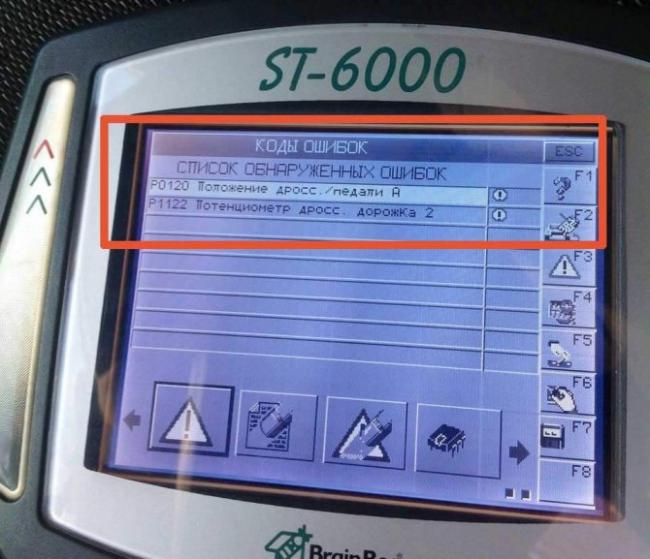 ST-6000
КОДЫ ОШИБОК
ESC
СПИСОК ОБНАРУЖЕННЫХ ОШИБОК
F1
P0120 Положение дросс./педали A
P1122 Потенциометр дросс. дорожка 2
F2
F3
F4
F5
F6
F7
F8